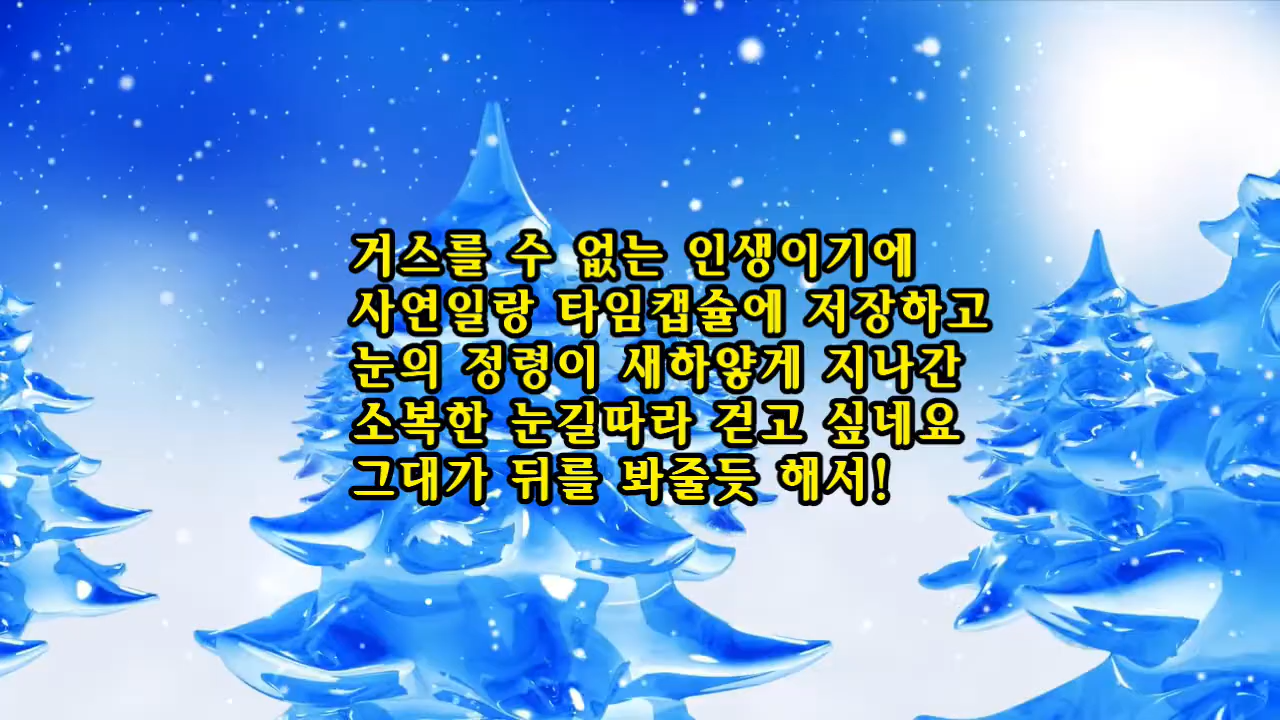 거스를 수 없는 인생이기에
사연일랑 타임캡슐에 저장하고
눈의 정령이 새하얗게 지나간
소복한 눈길따라 걷고 싶네요
그대가 뒤를 봐줄듯 해서!